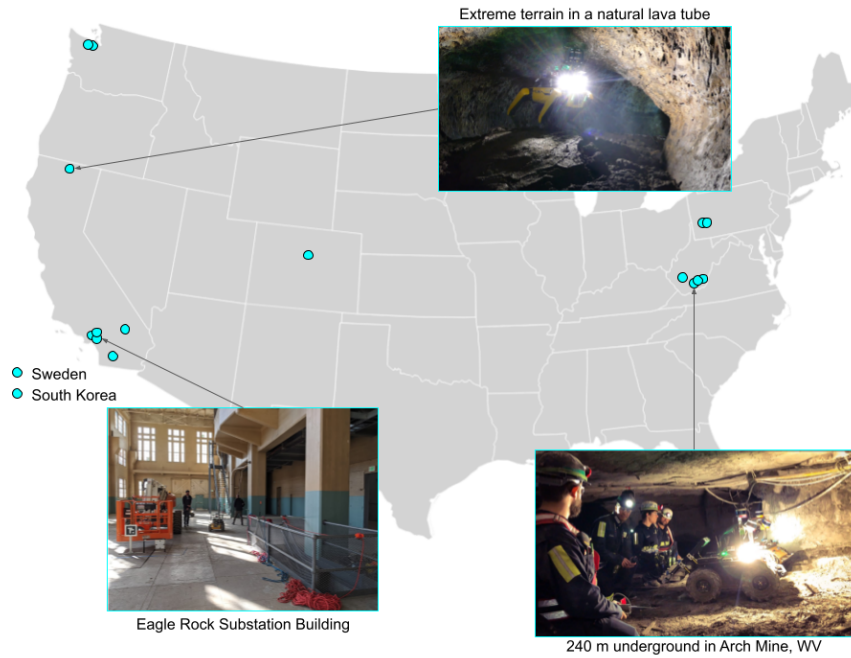 Extreme terrain in a natural lava tube
Sweden
South Korea
Eagle Rock Substation Building
240 m underground in Arch Mine, WV